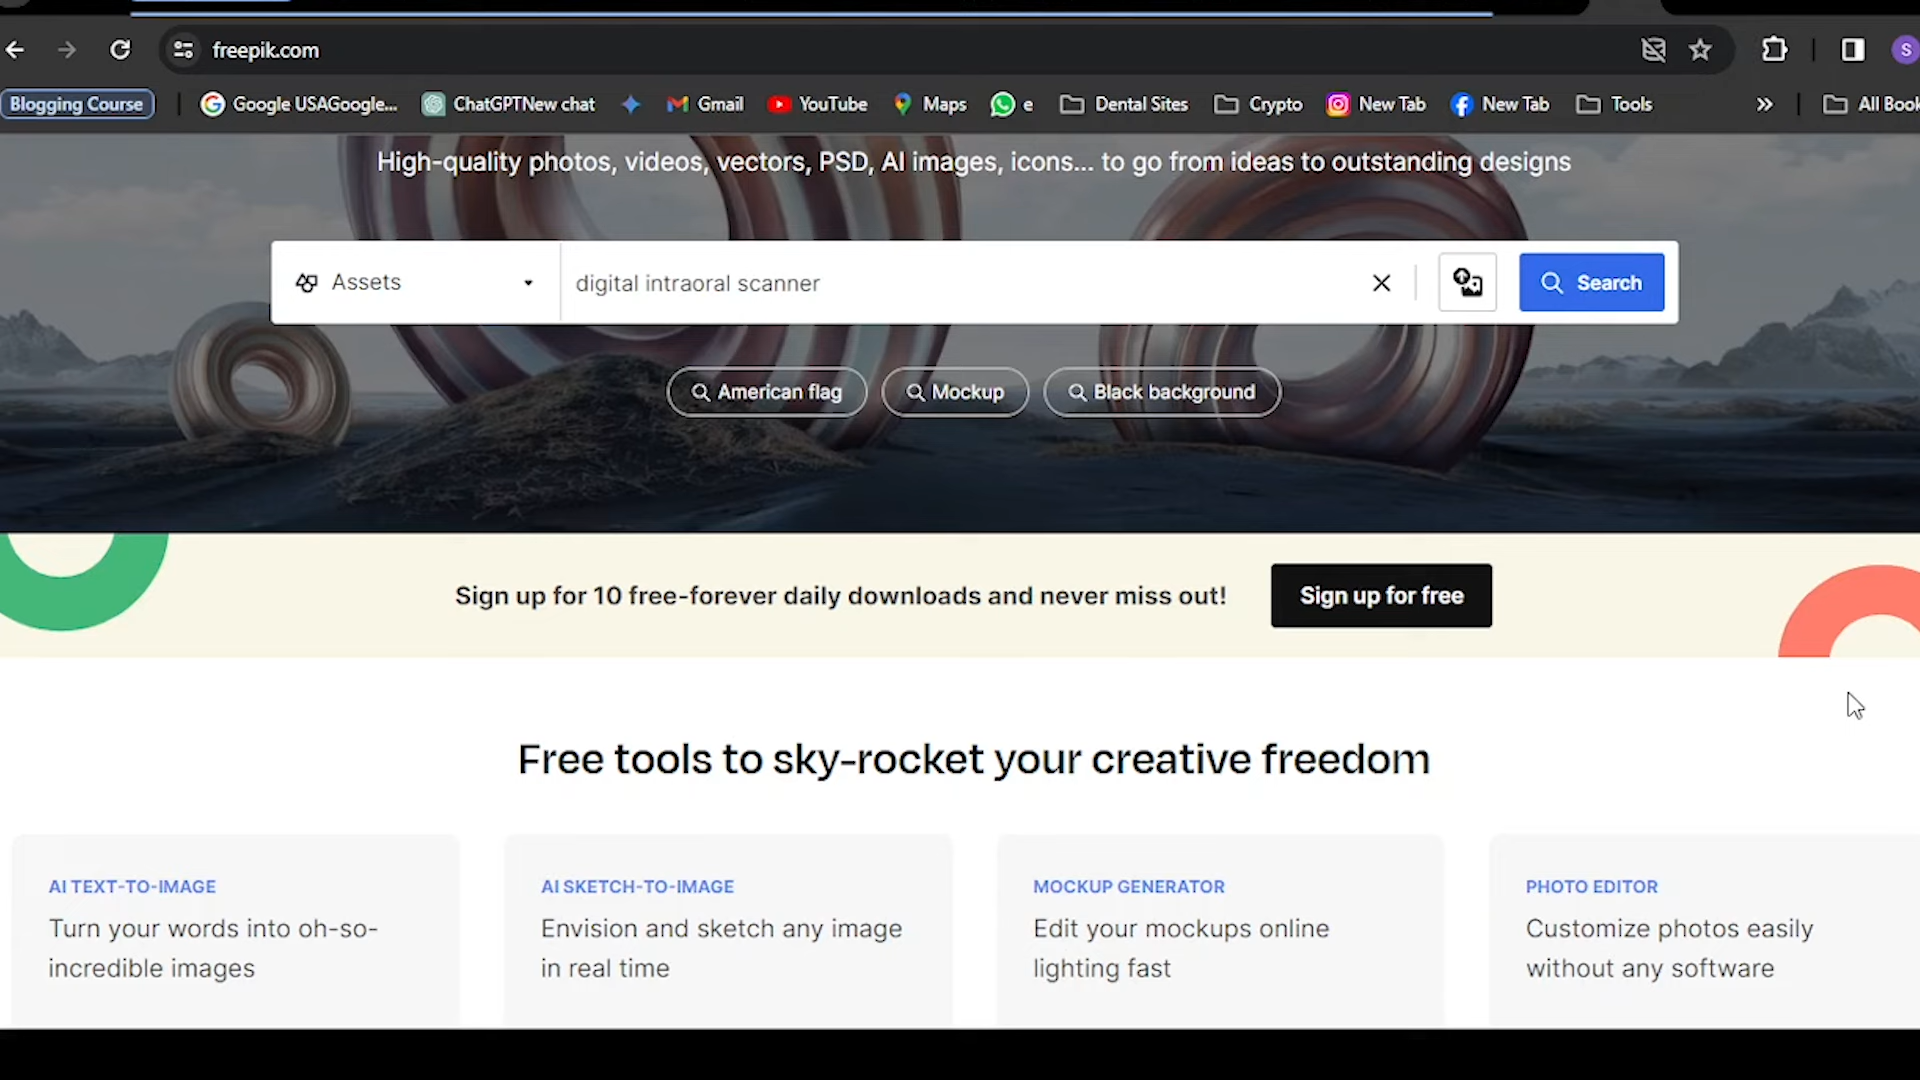 freepik.com
S
Blogging Course
Google USAGoogle...
ChatGPTNew chat
Gmail
YouTube
Maps
e
Dental Sites
Crypto
New Tab
New Tab
Tools
»
All Book
High-quality photos, videos, vectors, PSD, AI images, icons... to go from ideas to outstanding designs
Assets
digital intraoral scanner
Search
American flag
Mockup
Black background
Sign up for 10 free-forever daily downloads and never miss out!
Sign up for free
Free tools to sky-rocket your creative freedom
AI TEXT-TO-IMAGE
Turn your words into oh-so-
incredible images
AI SKETCH-TO-IMAGE
Envision and sketch any image
in real time
MOCKUP GENERATOR
Edit your mockups online
lighting fast
PHOTO EDITOR
Customize photos easily
without any software